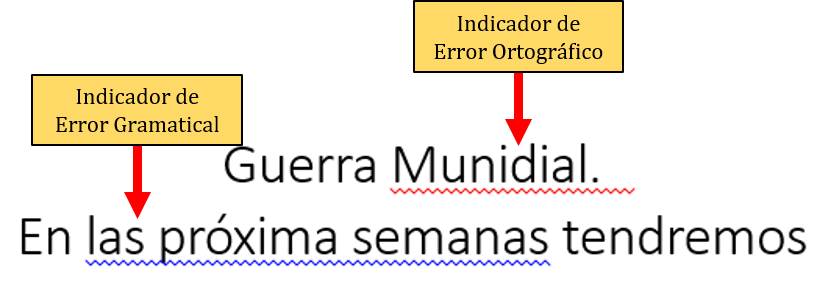 Indicador de
Error Ortográfico
Indicador de
Error Gramatical
Guerra Munidial.
En las próxima semanas tendremos